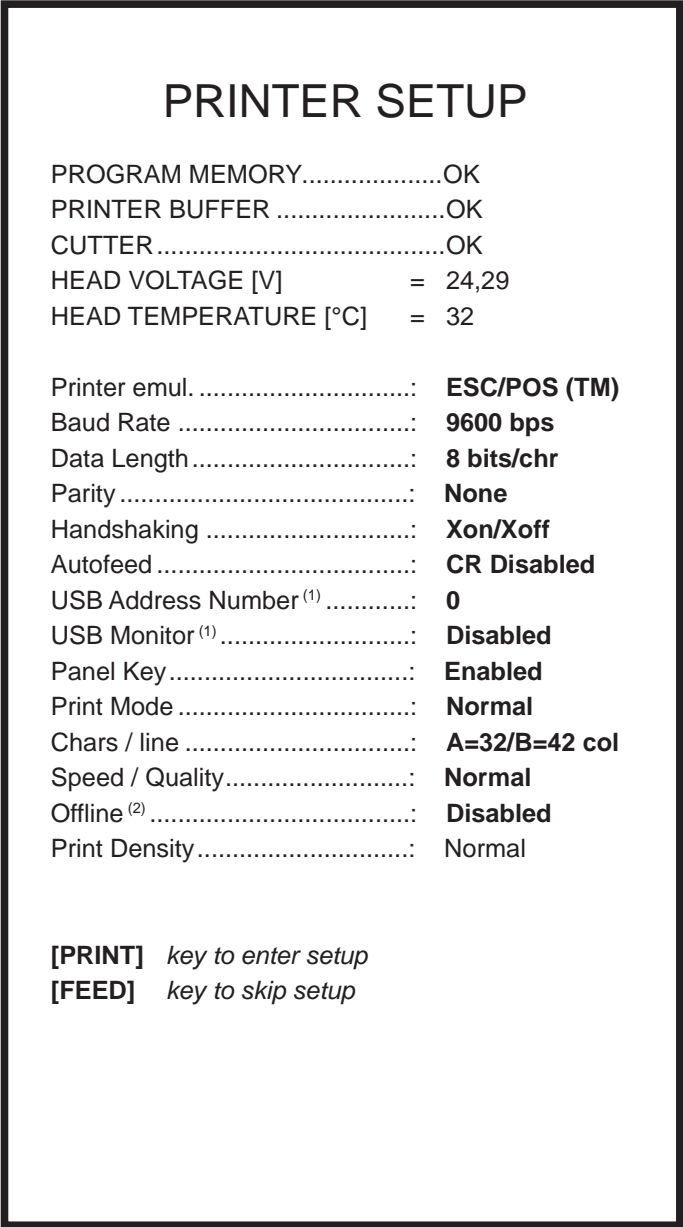 PRINTER SETUP
PROGRAM MEMORY....................OK
PRINTER BUFFER ........................OK
CUTTER.........................................OK
HEAD VOLTAGE [V] = 24,29
HEAD TEMPERATURE [°C] = 32
Printer emul. ..............................: ESC/POS (TM)
Baud Rate .................................: 9600 bps
Data Length...............................: 8 bits/chr
Parity.........................................: None
Handshaking .............................: Xon/Xoff
Autofeed....................................: CR Disabled
USB Address Number (1)............: 0
USB Monitor (1)...........................: Disabled
Panel Key..................................: Enabled
Print Mode.................................: Normal
Chars / line ................................: A=32/B=42 col
Speed / Quality..........................: Normal
Offline (2) .....................................: Disabled
Print Density..............................: Normal
[PRINT] key to enter setup
[FEED] key to skip setup